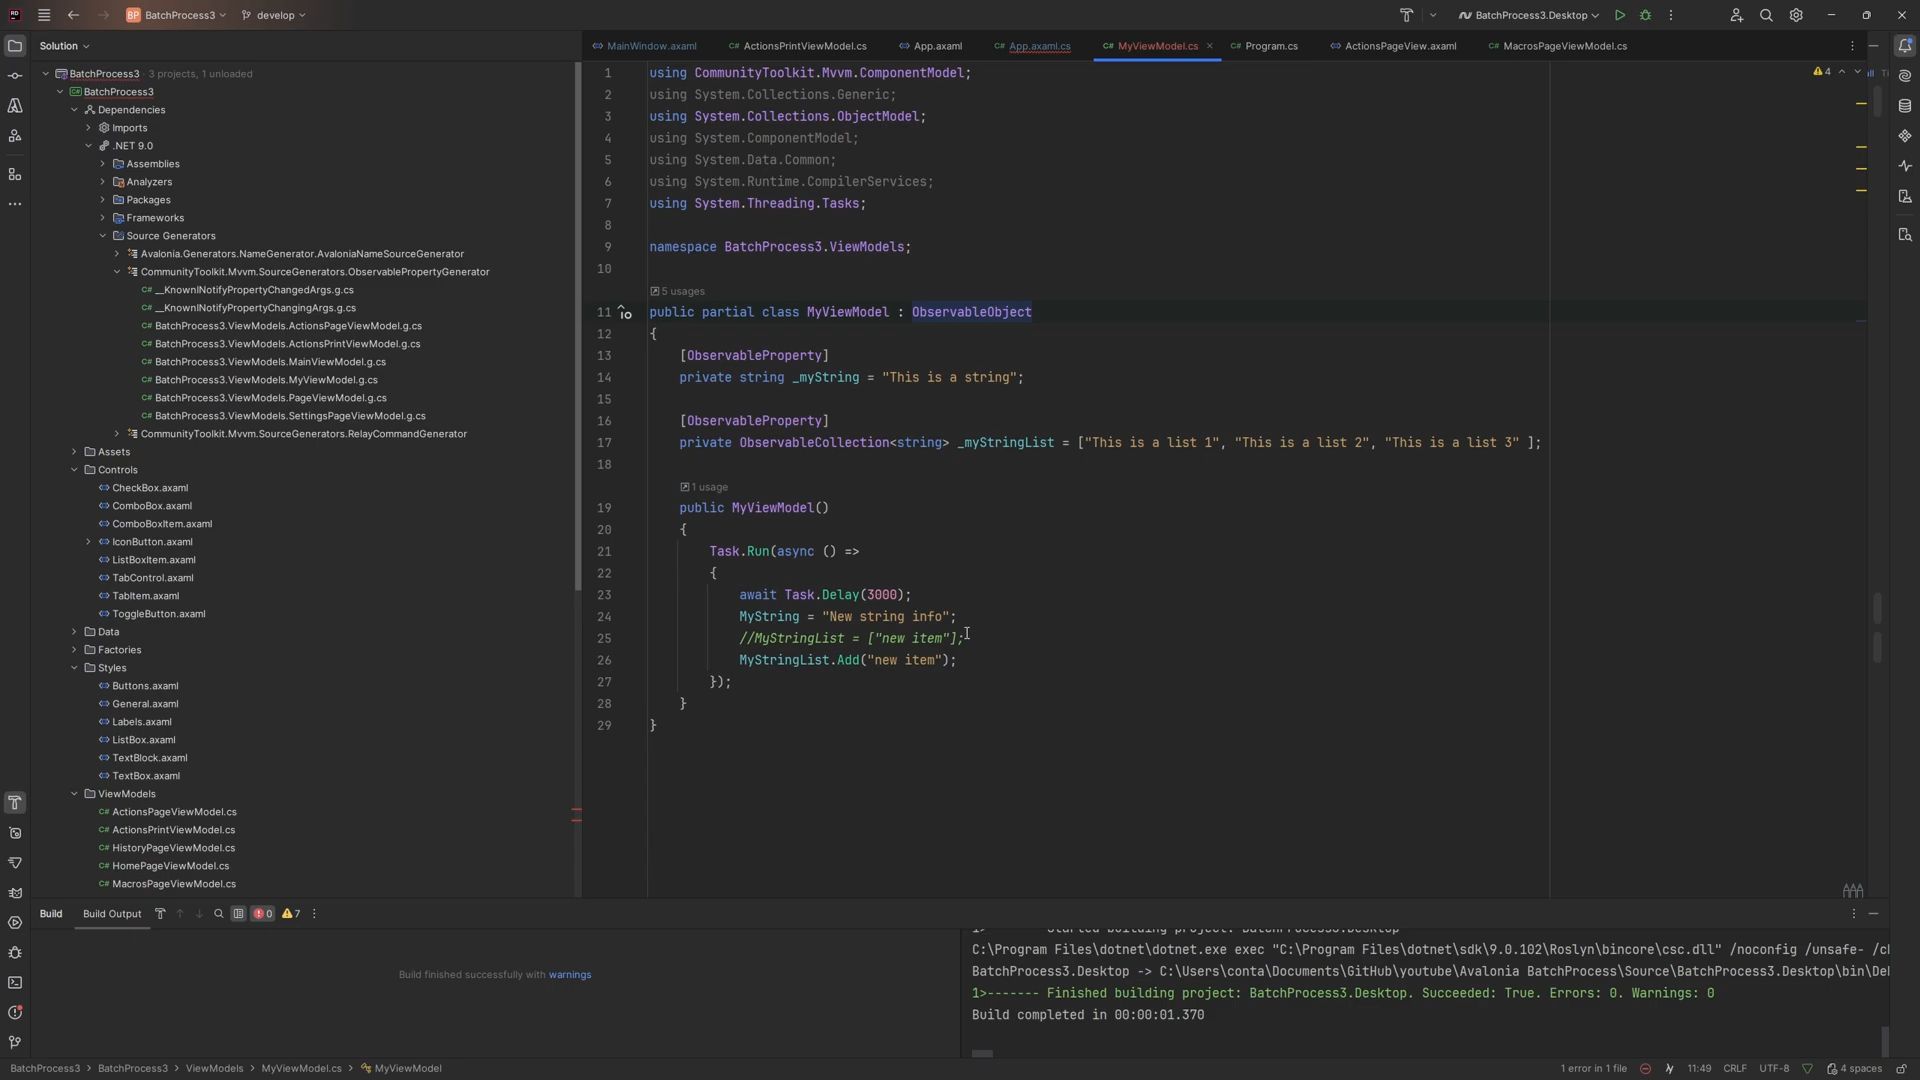 BP BatchProcess3
develop
BatchProcess3.Desktop
Solution
MainWindow.axaml
ActionsPrintViewModel.cs
App.axaml
App.axaml.cs
MyViewModel.cs
Program.cs
ActionsPageView.axaml
MacrosPageViewModel.cs
BatchProcess3 · 3 projects, 1 unloaded
BatchProcess3
Dependencies
Imports
.NET 9.0
Assemblies
Analyzers
Packages
Frameworks
Source Generators
Avalonia.Generators.NameGenerator.AvaloniaNameSourceGenerator
CommunityToolkit.Mvvm.SourceGenerators.ObservablePropertyGenerator
__KnownINotifyPropertyChangedArgs.g.cs
__KnownINotifyPropertyChangingArgs.g.cs
BatchProcess3.ViewModels.ActionsPageViewModel.g.cs
BatchProcess3.ViewModels.ActionsPrintViewModel.g.cs
BatchProcess3.ViewModels.MainViewModel.g.cs
BatchProcess3.ViewModels.MyViewModel.g.cs
BatchProcess3.ViewModels.PageViewModel.g.cs
BatchProcess3.ViewModels.SettingsPageViewModel.g.cs
CommunityToolkit.Mvvm.SourceGenerators.RelayCommandGenerator
Assets
Controls
CheckBox.axaml
ComboBox.axaml
ComboBoxItem.axaml
IconButton.axaml
ListBoxItem.axaml
TabControl.axaml
TabItem.axaml
ToggleButton.axaml
Data
Factories
Styles
Buttons.axaml
General.axaml
Labels.axaml
ListBox.axaml
TextBlock.axaml
TextBox.axaml
ViewModels
ActionsPageViewModel.cs
ActionsPrintViewModel.cs
HistoryPageViewModel.cs
HomePageViewModel.cs
MacrosPageViewModel.cs
4
1 using CommunityToolkit.Mvvm.ComponentModel;
2 using System.Collections.Generic;
3 using System.Collections.ObjectModel;
4 using System.ComponentModel;
5 using System.Data.Common;
6 using System.Runtime.CompilerServices;
7 using System.Threading.Tasks;
8
9 namespace BatchProcess3.ViewModels;
10
5 usages
11 public partial class MyViewModel : ObservableObject
12 {
13 [ObservableProperty]
14 private string _myString = "This is a string";
15
16 [ObservableProperty]
17 private ObservableCollection<string> _myStringList = ["This is a list 1", "This is a list 2", "This is a list 3" ];
18
1 usage
19 public MyViewModel()
20 {
21 Task.Run(async () =>
22 {
23 await Task.Delay(3000);
24 MyString = "New string info";
25 //MyStringList = ["new item"];
26 MyStringList.Add("new item");
27 });
28 }
29 }
Build
Build Output
0
7
Build finished successfully with warnings
1> Started building project: BatchProcess3.Desktop
C:\Program Files\dotnet\dotnet.exe exec "C:\Program Files\dotnet\sdk\9.0.102\Roslyn\bincore\csc.dll" /noconfig /unsafe- /c
BatchProcess3.Desktop -> C:\Users\conta\Documents\GitHub\youtube\Avalonia BatchProcess\Source\BatchProcess3.Desktop\bin\De
1>------- Finished building project: BatchProcess3.Desktop. Succeeded: True. Errors: 0. Warnings: 0
Build completed in 00:00:01.370
BatchProcess3 > BatchProcess3 > ViewModels > MyViewModel.cs > MyViewModel
1 error in 1 file
11:49
CRLF
UTF-8
4 spaces